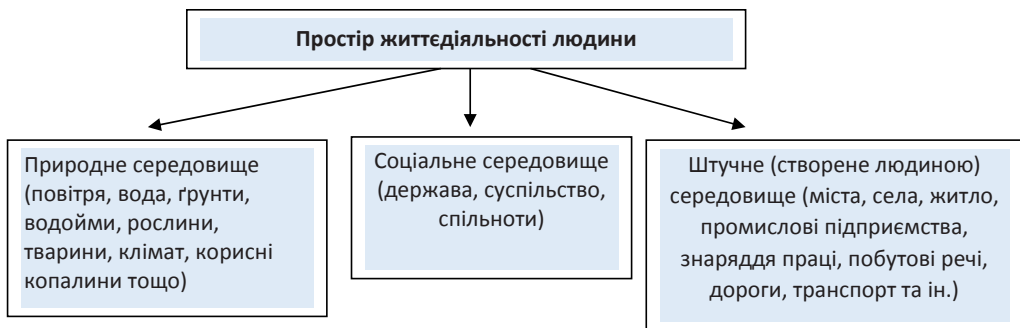 Простір життєдіяльності людини
Природне середовище
(повітря, вода, ґрунти,
водойми, рослини,
тварини, клімат, корисні
копалини тощо)
Соціальне середовище
(держава, суспільство,
спільноти)
Штучне (створене людиною)
середовище (міста, села, житло,
промислові підприємства,
знаряддя праці, побутові речі,
дороги, транспорт та ін.)